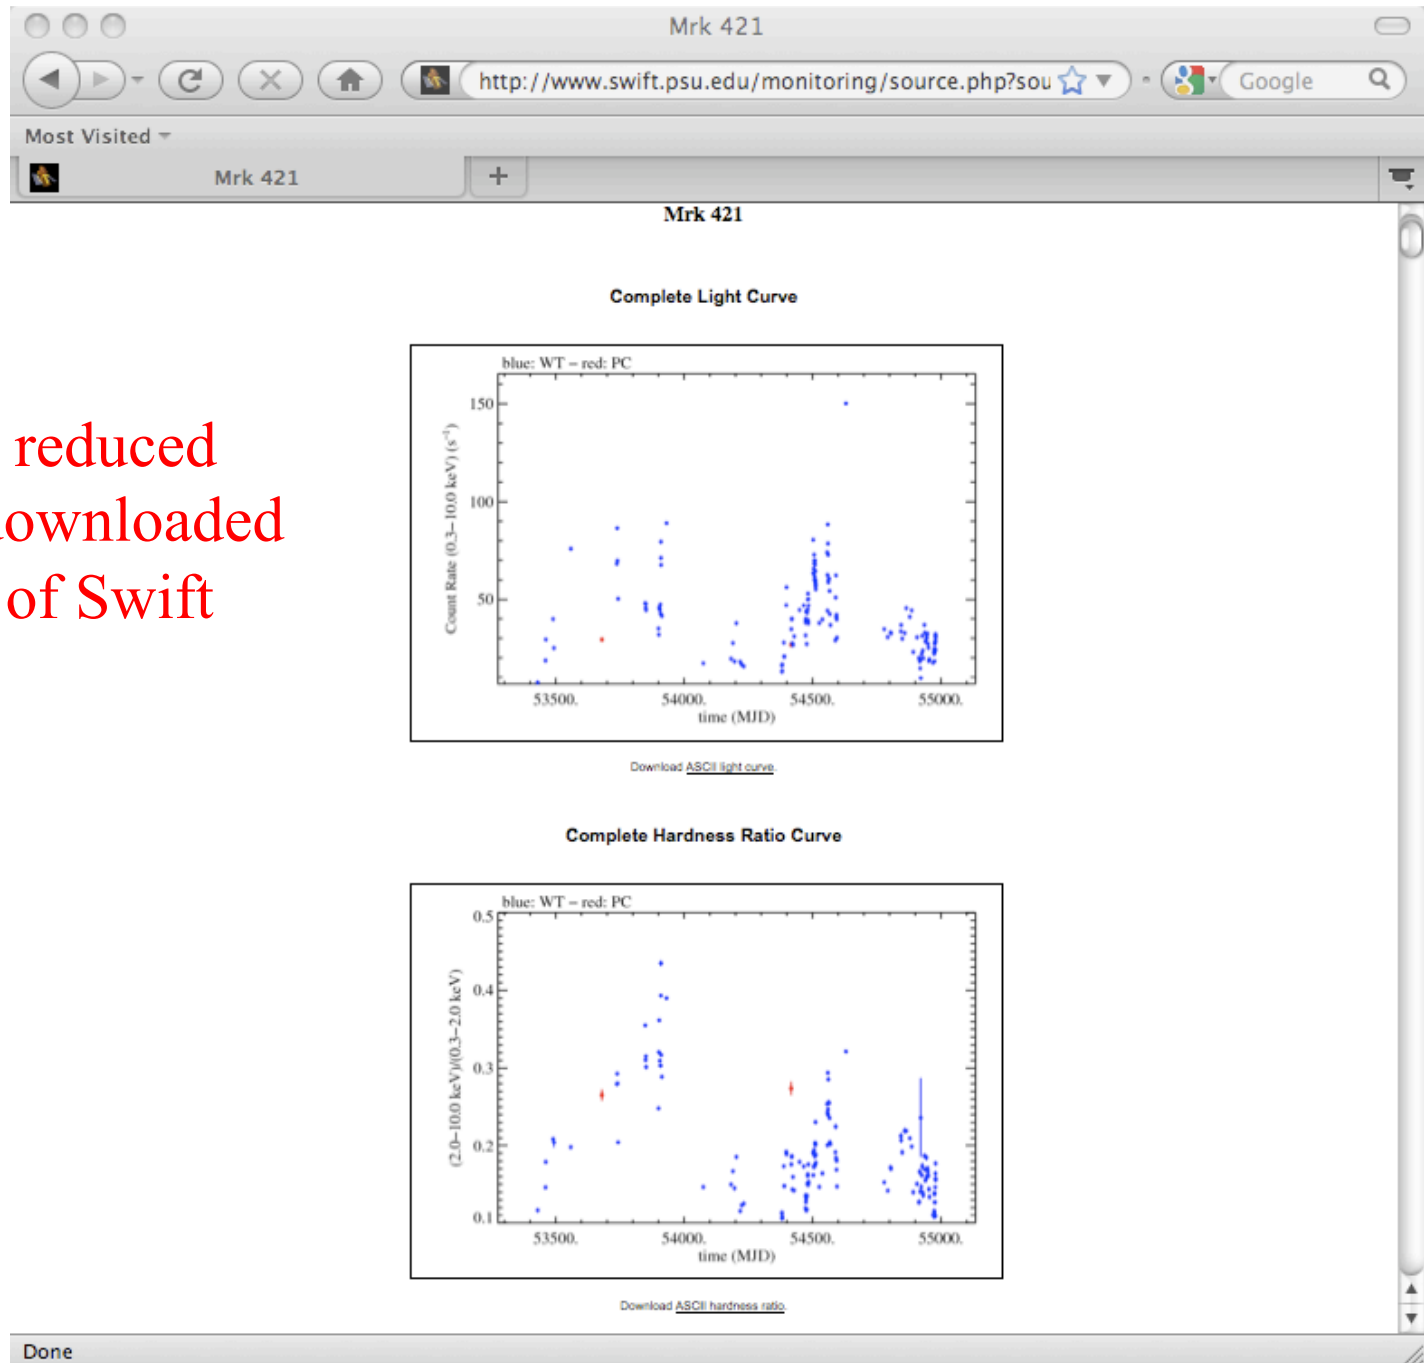 Mrk 421
http://www.swift.psu.edu/monitoring/source.php?sou
Google
Most Visited
Mrk 421
Mrk 421
Complete Light Curve
blue: WT – red: PC
150
100
50
Count Rate (0.3–10.0 keV) (s⁻¹)
53500. 54000. 54500. 55000.
time (MJD)
Download ASCII light curve.
reduced
ownloaded
of Swift
Complete Hardness Ratio Curve
blue: WT – red: PC
0.5
0.4
0.3
0.2
0.1
(2.0–10.0 keV)/(0.3–2.0 keV)
53500. 54000. 54500. 55000.
time (MJD)
Download ASCII hardness ratio.
Done